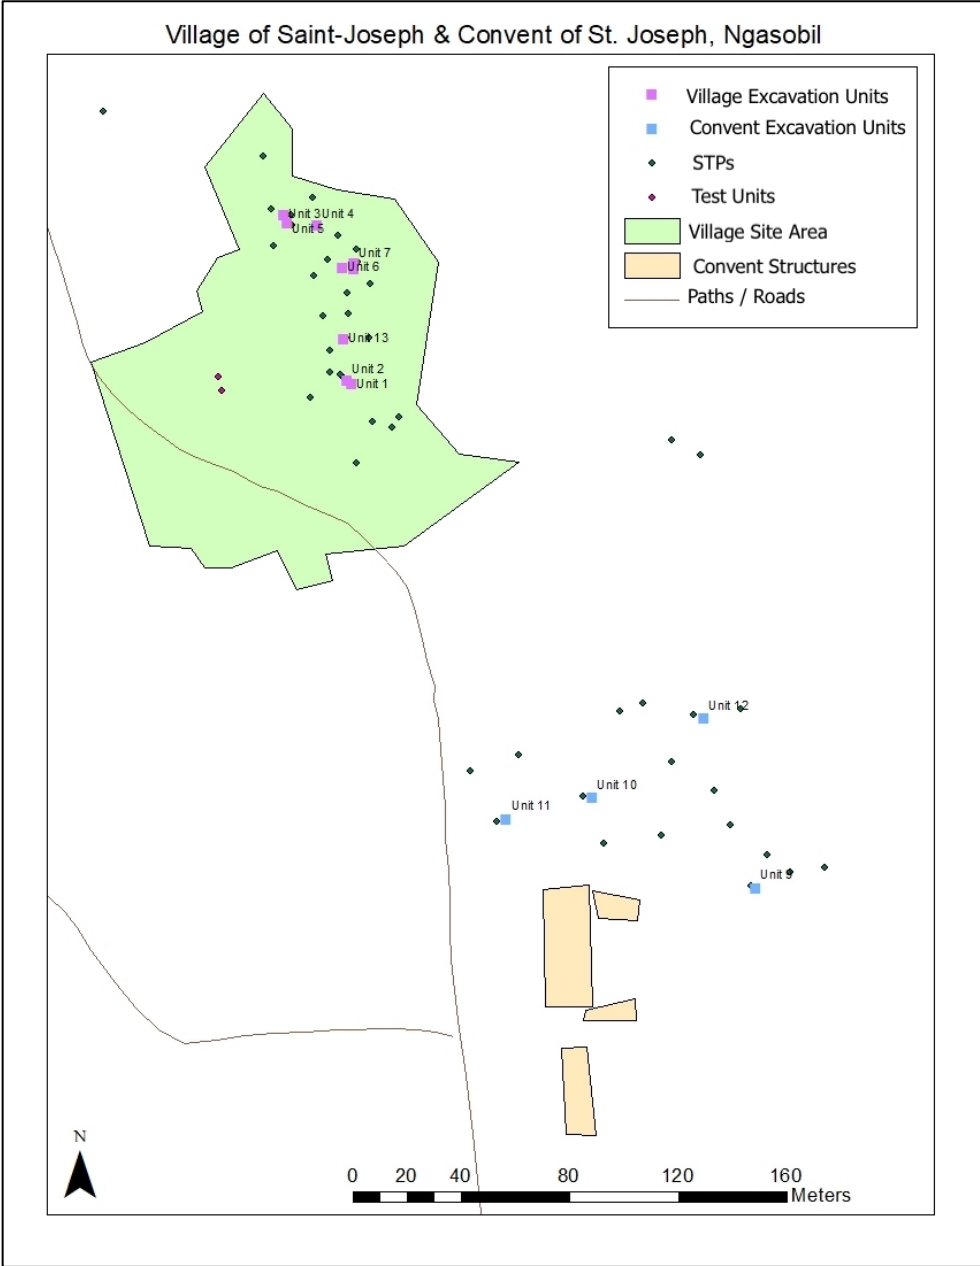 Village of Saint-Joseph & Convent of St. Joseph, Ngasobil
Village Excavation Units
Convent Excavation Units
STPs
Test Units
Village Site Area
Convent Structures
Paths / Roads
Unit 3 Unit 4
Unit 5
Unit 7
Unit 6
Unit 13
Unit 2
Unit 1
Unit 12
Unit 10
Unit 11
Unit 9
N
0 20 40 80 120 160
Meters